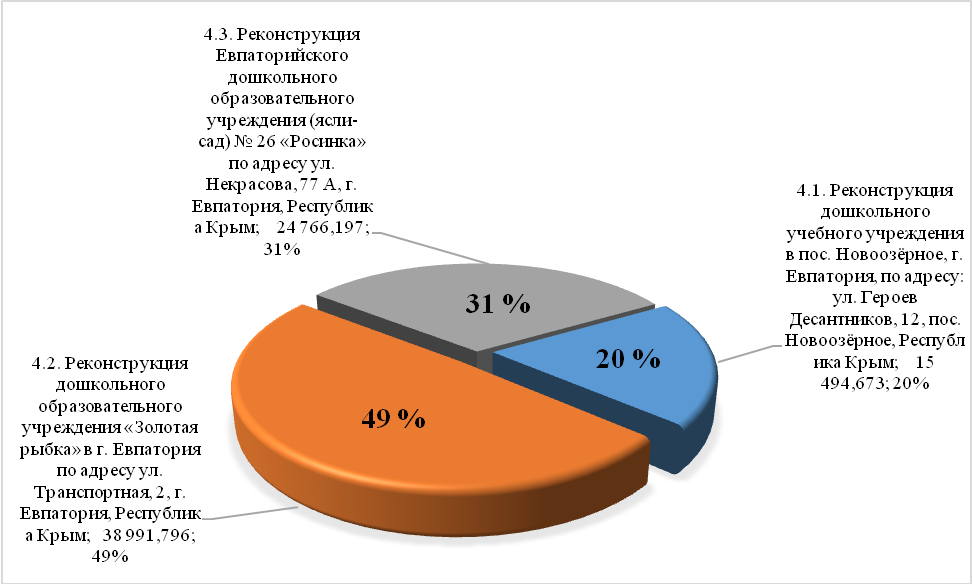 4.3. Реконструкция
Евпаторийского
дошкольного
образовательного
учреждения (ясли-
сад) № 26 «Росинка»
по адресу ул.
Некрасова, 77 А, г.
Евпатория, Республик
а Крым; 24 766,197;
31%
4.1. Реконструкция
дошкольного
учебного учреждения
в пос. Новоозёрное, г.
Евпатория, по адресу:
ул. Героев
Десантников, 12, пос.
Новоозёрное, Республ
ика Крым; 15
494,673; 20%
4.2. Реконструкция
дошкольного
образовательного
учреждения «Золотая
рыбка» в г. Евпатория
по адресу ул.
Транспортная, 2, г.
Евпатория, Республик
а Крым; 38 991,796;
49%
31 %
20 %
49 %